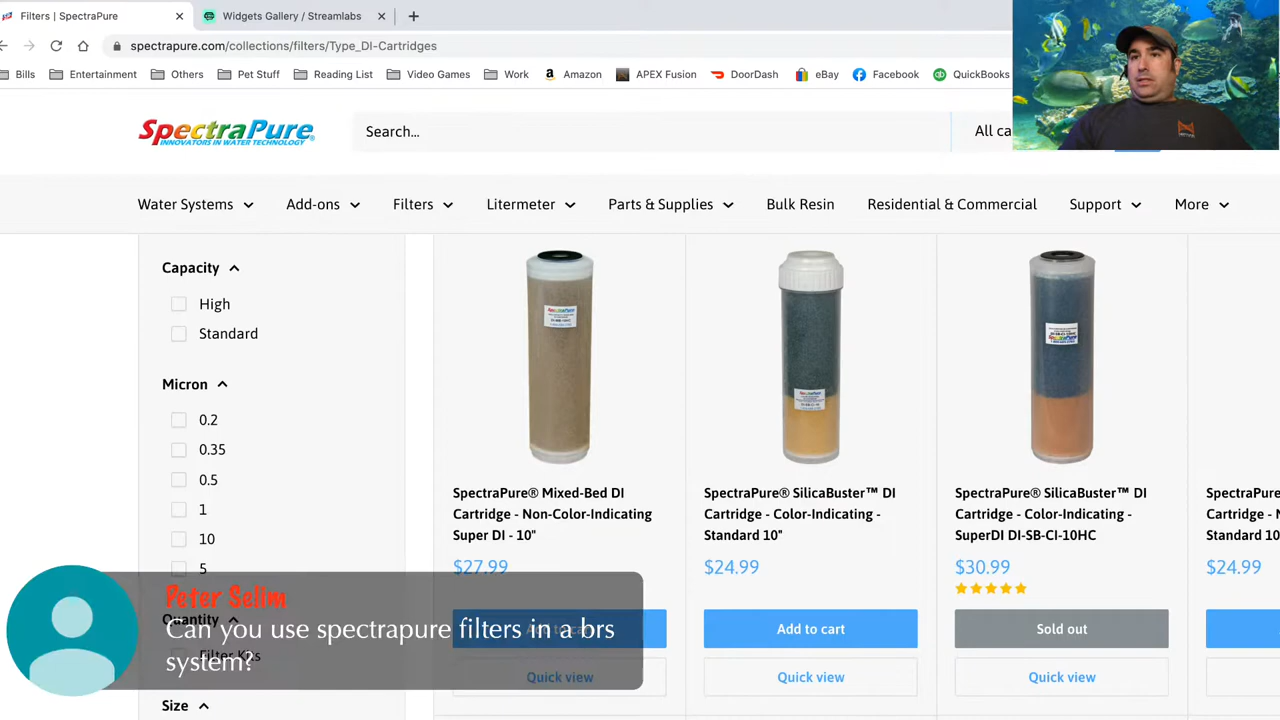 Filters | SpectraPure
Widgets Gallery / Streamlabs
spectrapure.com/collections/filters/Type_DI-Cartridges
Bills
Entertainment
Others
Pet Stuff
Reading List
Video Games
Work
Amazon
APEX Fusion
DoorDash
eBay
Facebook
QuickBooks
SpectraPure
INNOVATORS IN WATER TECHNOLOGY
Search...
All ca
Water Systems
Add-ons
Filters
Litermeter
Parts & Supplies
Bulk Resin
Residential & Commercial
Support
More
Capacity
High
Standard
Micron
0.2
0.35
0.5
1
10
5
Quantity
Filter Kits
Size
SpectraPure® Mixed-Bed DI
Cartridge - Non-Color-Indicating
Super DI - 10"
$27.99
Add to cart
Quick view
SpectraPure® SilicaBuster™ DI
Cartridge - Color-Indicating -
Standard 10"
$24.99
Add to cart
Quick view
SpectraPure® SilicaBuster™ DI
Cartridge - Color-Indicating -
SuperDI DI-SB-CI-10HC
$30.99
Sold out
Quick view
SpectraPure
Cartridge - N
Standard 10
$24.99
Peter Selim
Can you use spectrapure filters in a brs
system?